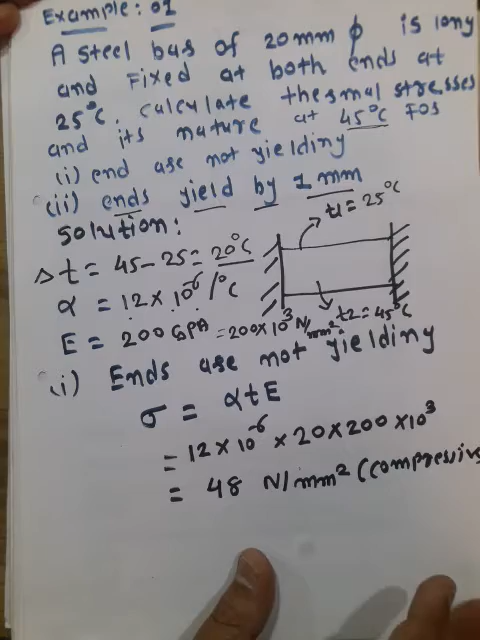 Example: 01
A steel bar of 20mm ϕ is long
and fixed at both ends at
25°C. calculate thermal stresses
and its nature at 45°C FOS
(i) end are not yielding
(ii) ends yield by 1 mm
Solution:
t1 = 25°C
Δt = 45-25 = 20°C
α = 12 × 10⁻⁶ /°C
t2 = 45°C
E = 200 GPA = 200×10³ N/mm²
(i) Ends are not yielding
σ = αtE
= 12 × 10⁻⁶ × 20 × 200 × 10³
= 48 N/mm² (compressiv